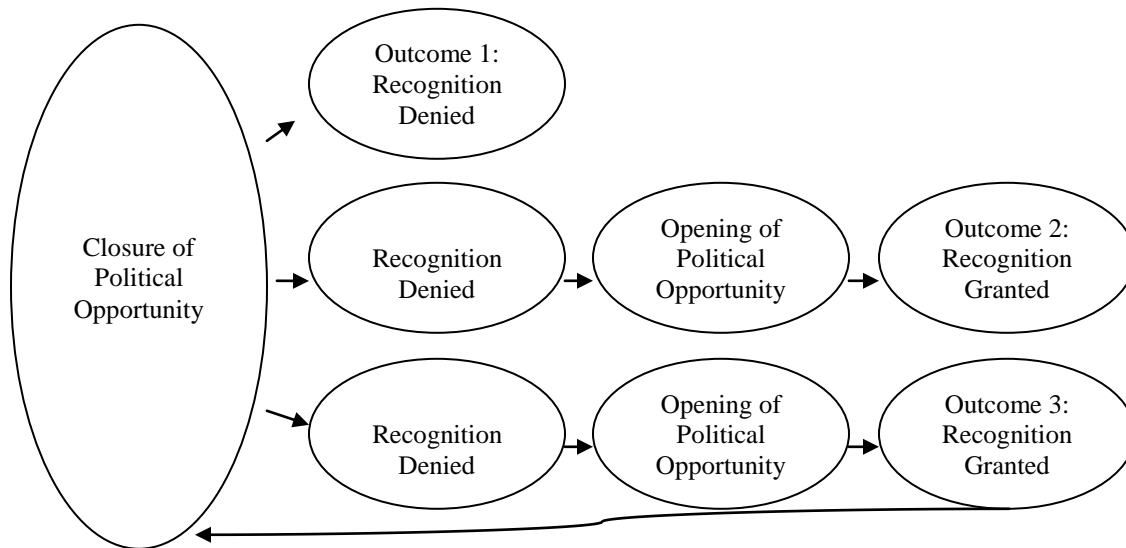 Closure of
Political
Opportunity
Outcome 1:
Recognition
Denied
Recognition
Denied
Opening of
Political
Opportunity
Outcome 2:
Recognition
Granted
Recognition
Denied
Opening of
Political
Opportunity
Outcome 3:
Recognition
Granted